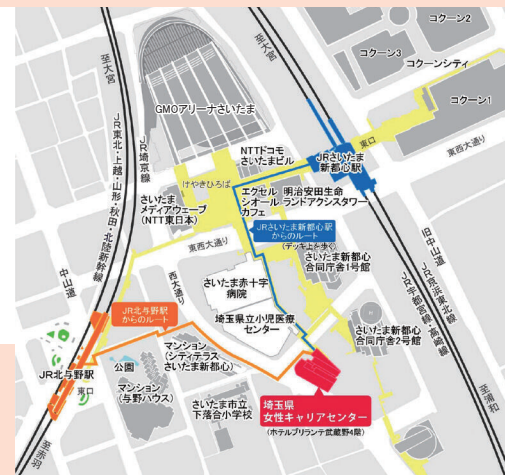 コクーン2
コクーン3
コクーンシティ
コクーン1
至大宮
至大宮
GMOアリーナさいたま
JR埼京線
JR東北・上越・山形・秋田・北陸新幹線
東口
NTTドコモ
さいたまビル
JRさいたま
新都心駅
東西大通り
けやきひろば
さいたま
メディアウェーブ
(NTT東日本)
エクセル
シオール
カフェ
明治安田生命
ランドアクシスタワー
JRさいたま新都心駅
からのルート
(デッキ上を歩く)
東西大通り
さいたま新都心
合同庁舎1号館
旧中山道
JR京浜東北線
JR宇都宮線・高崎線
中山道
西大通り
さいたま赤十字
病院
埼玉県立小児医療
センター
JR北与野駅
からのルート
さいたま新都心
合同庁舎2号館
マンション
(シティテラス
さいたま新都心)
JR北与野駅
公園
東口
マンション
(与野ハウス)
さいたま市立
下落合小学校
埼玉県
女性キャリアセンター
(ホテルブリランテ武蔵野4階)
至浦和
至赤羽